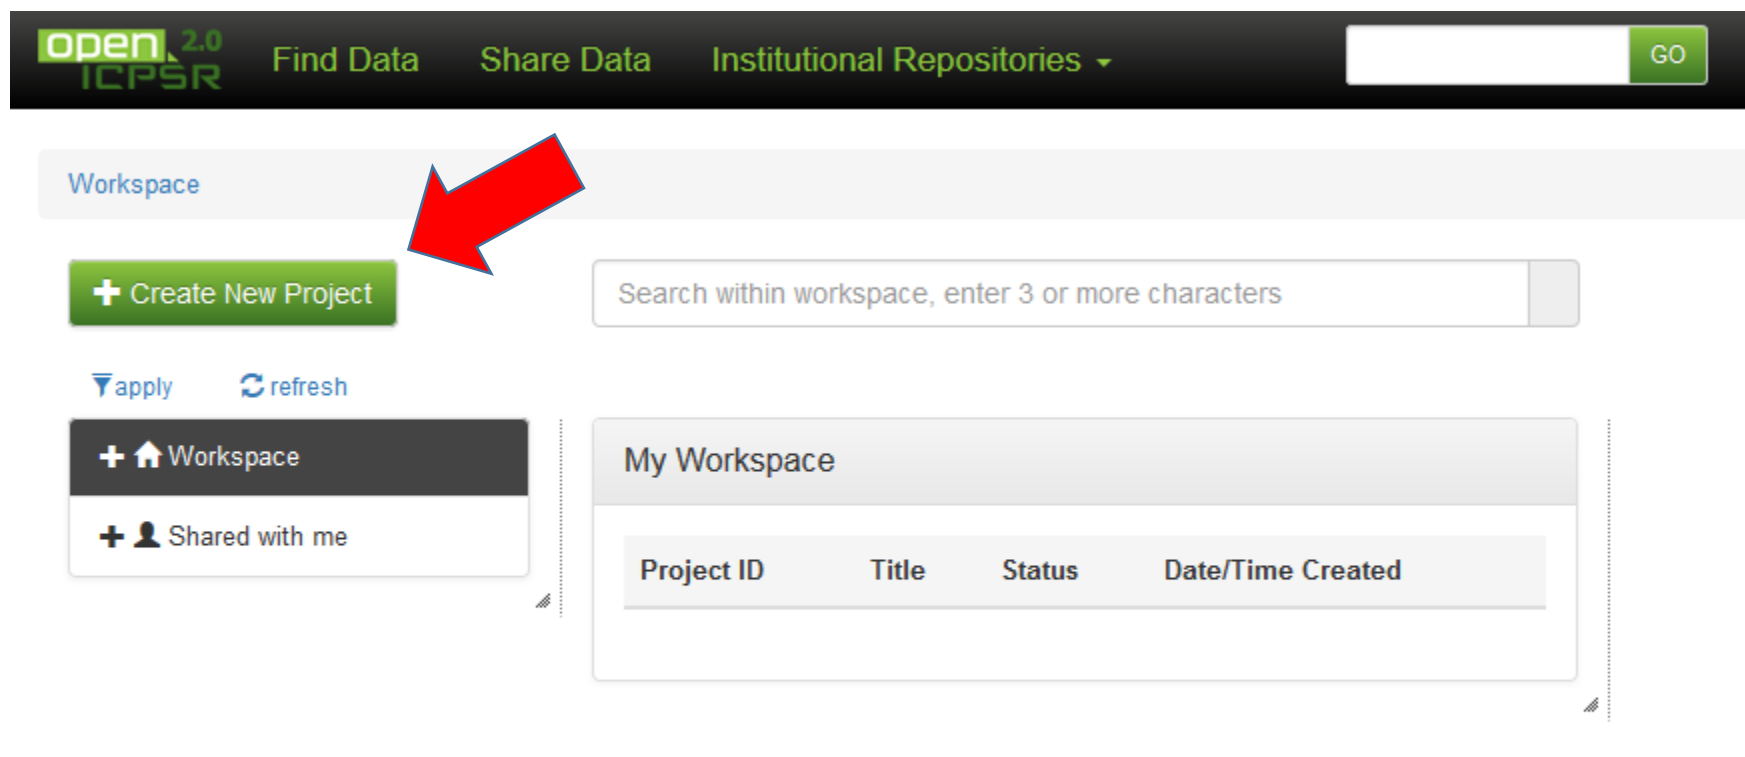 open 2.0
ICPSR
Find Data Share Data Institutional Repositories GO
Workspace
Create New Project
Search within workspace, enter 3 or more characters
apply refresh
Workspace
Shared with me
My Workspace
Project ID Title Status Date/Time Created